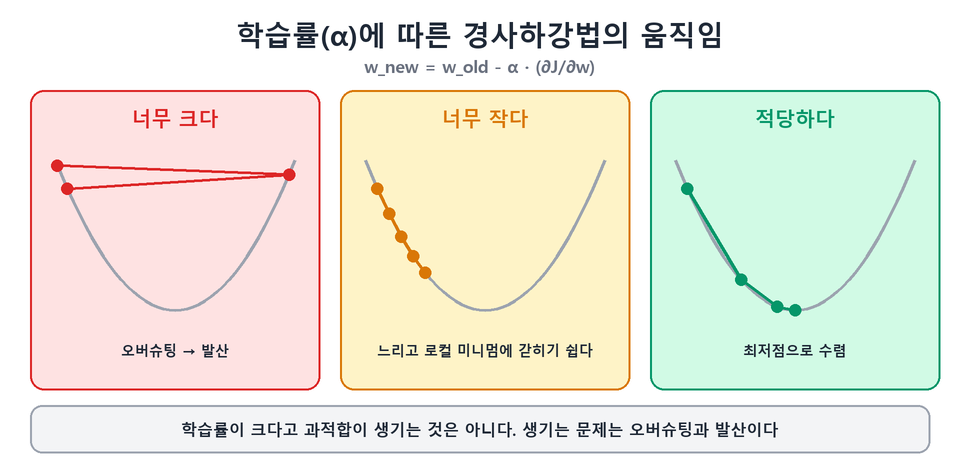 학습률(α)에 따른 경사하강법의 움직임
w_new = w_old - α · (∂J/∂w)
너무 크다
오버슈팅 → 발산
너무 작다
느리고 로컬 미니멈에 갇히기 쉽다
적당하다
최저점으로 수렴
학습률이 크다고 과적합이 생기는 것은 아니다. 생기는 문제는 오버슈팅과 발산이다